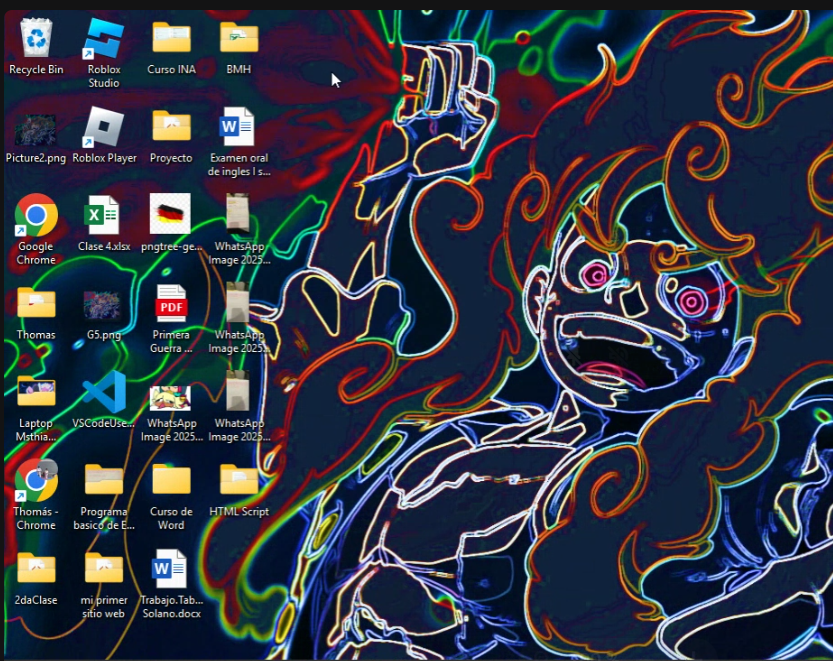 Recycle Bin
Roblox
Studio
Curso INA
BMH
Picture2.png
Roblox Player
Proyecto
W
Examen oral
de ingles I s...
Google
Chrome
X
Clase 4.xlsx
pngtree-ge...
WhatsApp
Image 2025...
Thomas
G5.png
PDF
Primera
Guerra ...
WhatsApp
Image 2025...
Laptop
Msthia...
VSCodeUse...
WhatsApp
Image 2025...
WhatsApp
Image 2025...
Thomás -
Chrome
Programa
basico de E...
Curso de
Word
HTML Script
2daClase
mi primer
sitio web
W
Trabajo.Tab...
Solano.docx